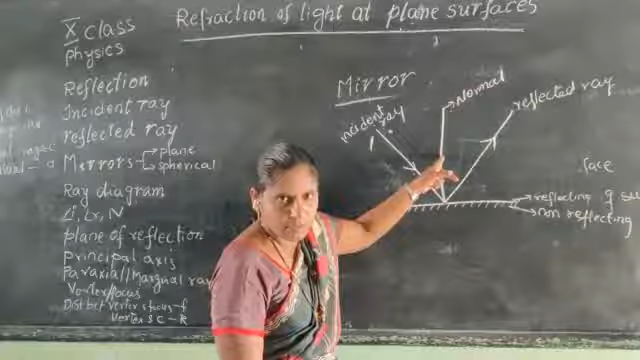 X class
physics
Refraction of light at plane surfaces
Reflection
Incident ray
reflected ray
Mirrors
plane
spherical
Ray diagram
Li, Lr, N
plane of reflection
principal axis
Paraxial/Marginal ray
Vertex/focus
Dist bet vertex & focus - f
Vertex & C - R
Mirror
incident ray
Normal
reflected ray
face
reflecting
non reflecting